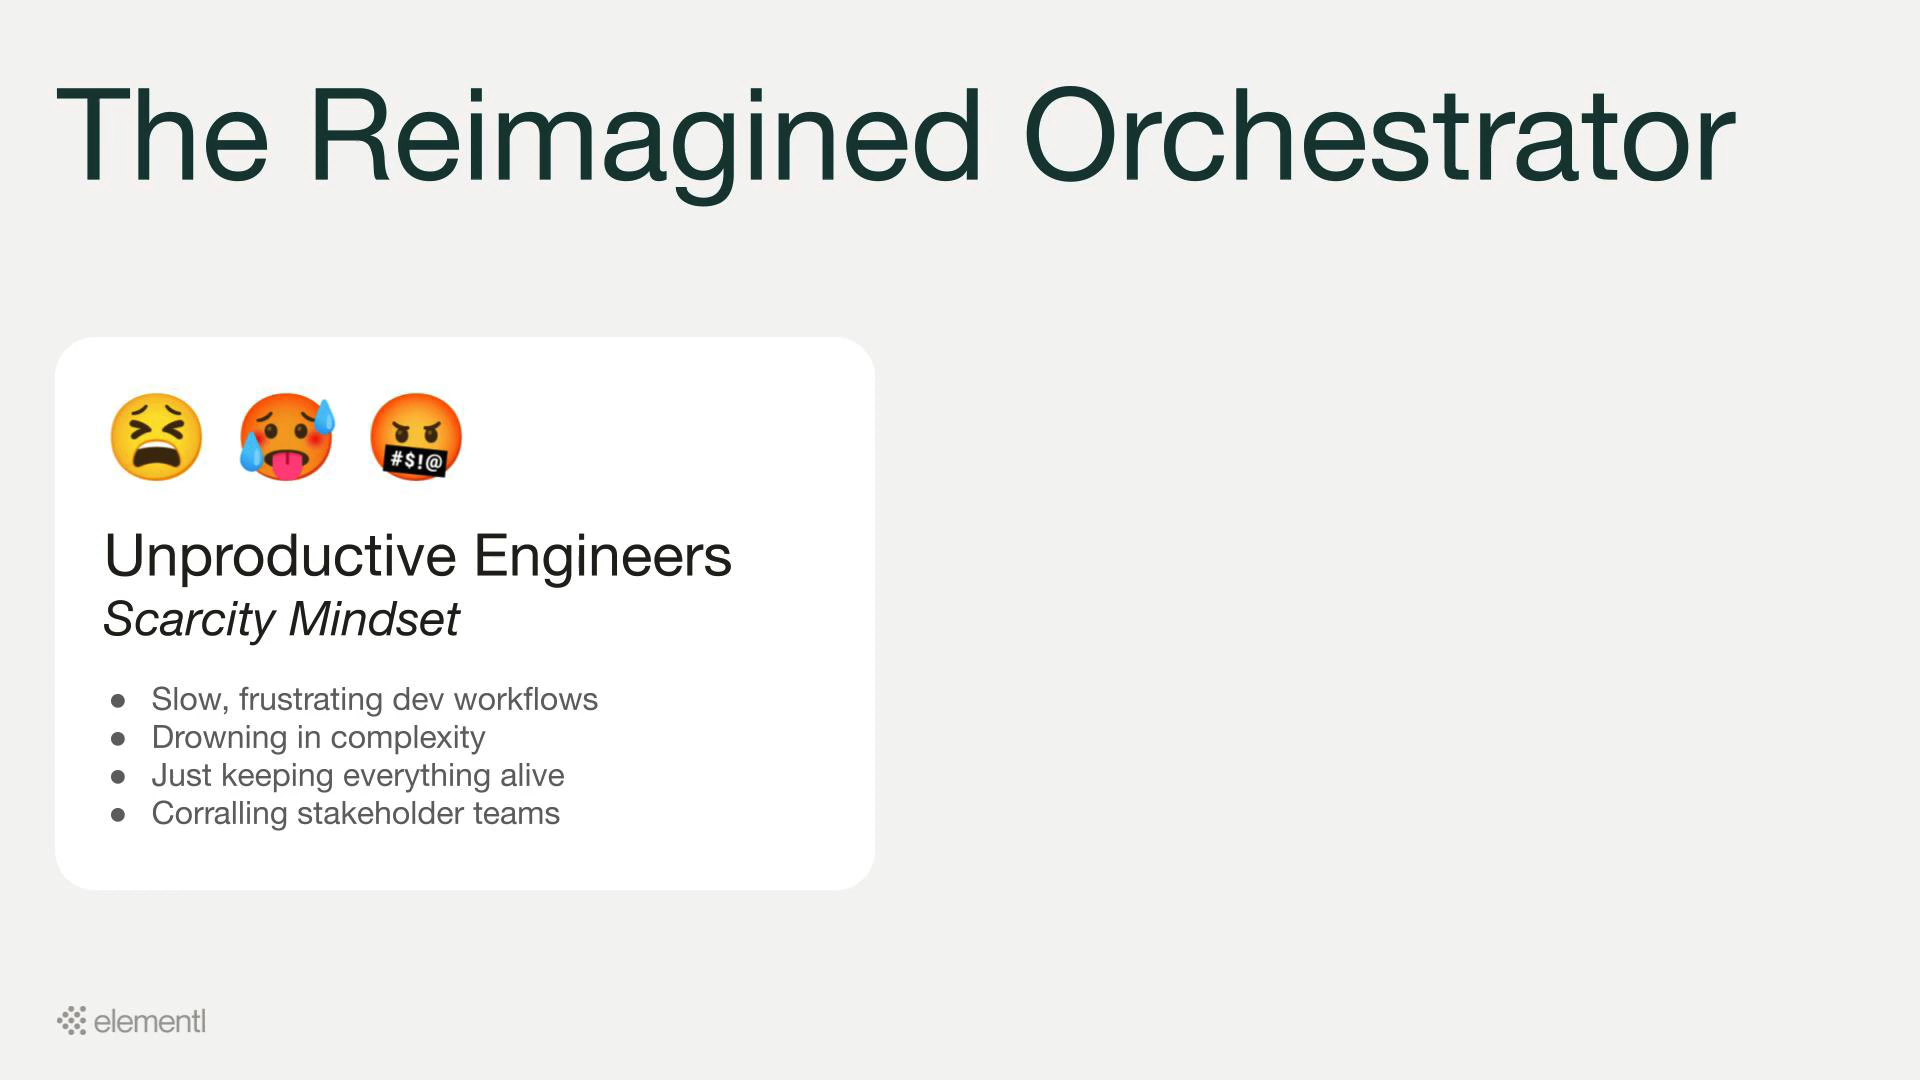 The Reimagined Orchestrator
#$!@
Unproductive Engineers
Scarcity Mindset
● Slow, frustrating dev workflows
● Drowning in complexity
● Just keeping everything alive
● Corralling stakeholder teams
elementl